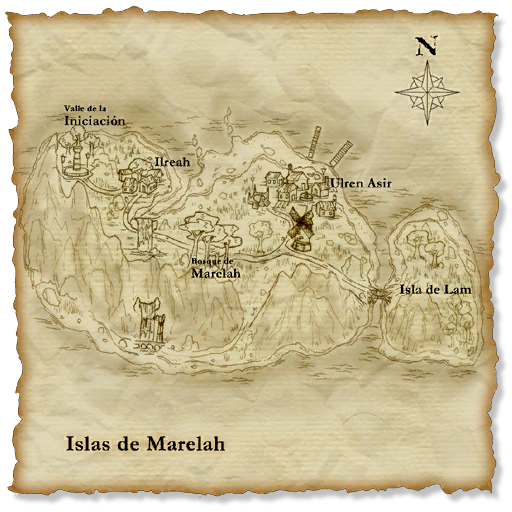 N
Valle de la
Iniciación
Ilreah
Ulren Asir
Bosque de
Marelah
Isla de Lam
Islas de Marelah